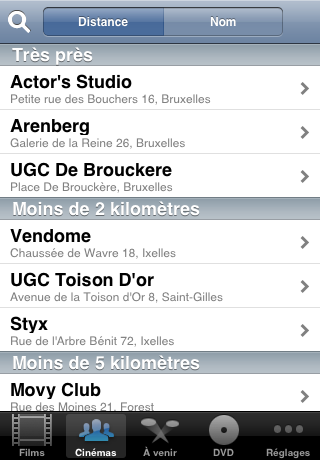 Distance Nom
Très près
Actor's Studio
Petite rue des Bouchers 16, Bruxelles
Arenberg
Galerie de la Reine 26, Bruxelles
UGC De Brouckere
Place De Brouckère, Bruxelles
Moins de 2 kilomètres
Vendome
Chaussée de Wavre 18, Ixelles
UGC Toison D'or
Avenue de la Toison d'Or 8, Saint-Gilles
Styx
Rue de l'Arbre Bénit 72, Ixelles
Moins de 5 kilomètres
Movy Club
Rue des Moines 21, Forest
Films Cinémas À venir DVD Réglages